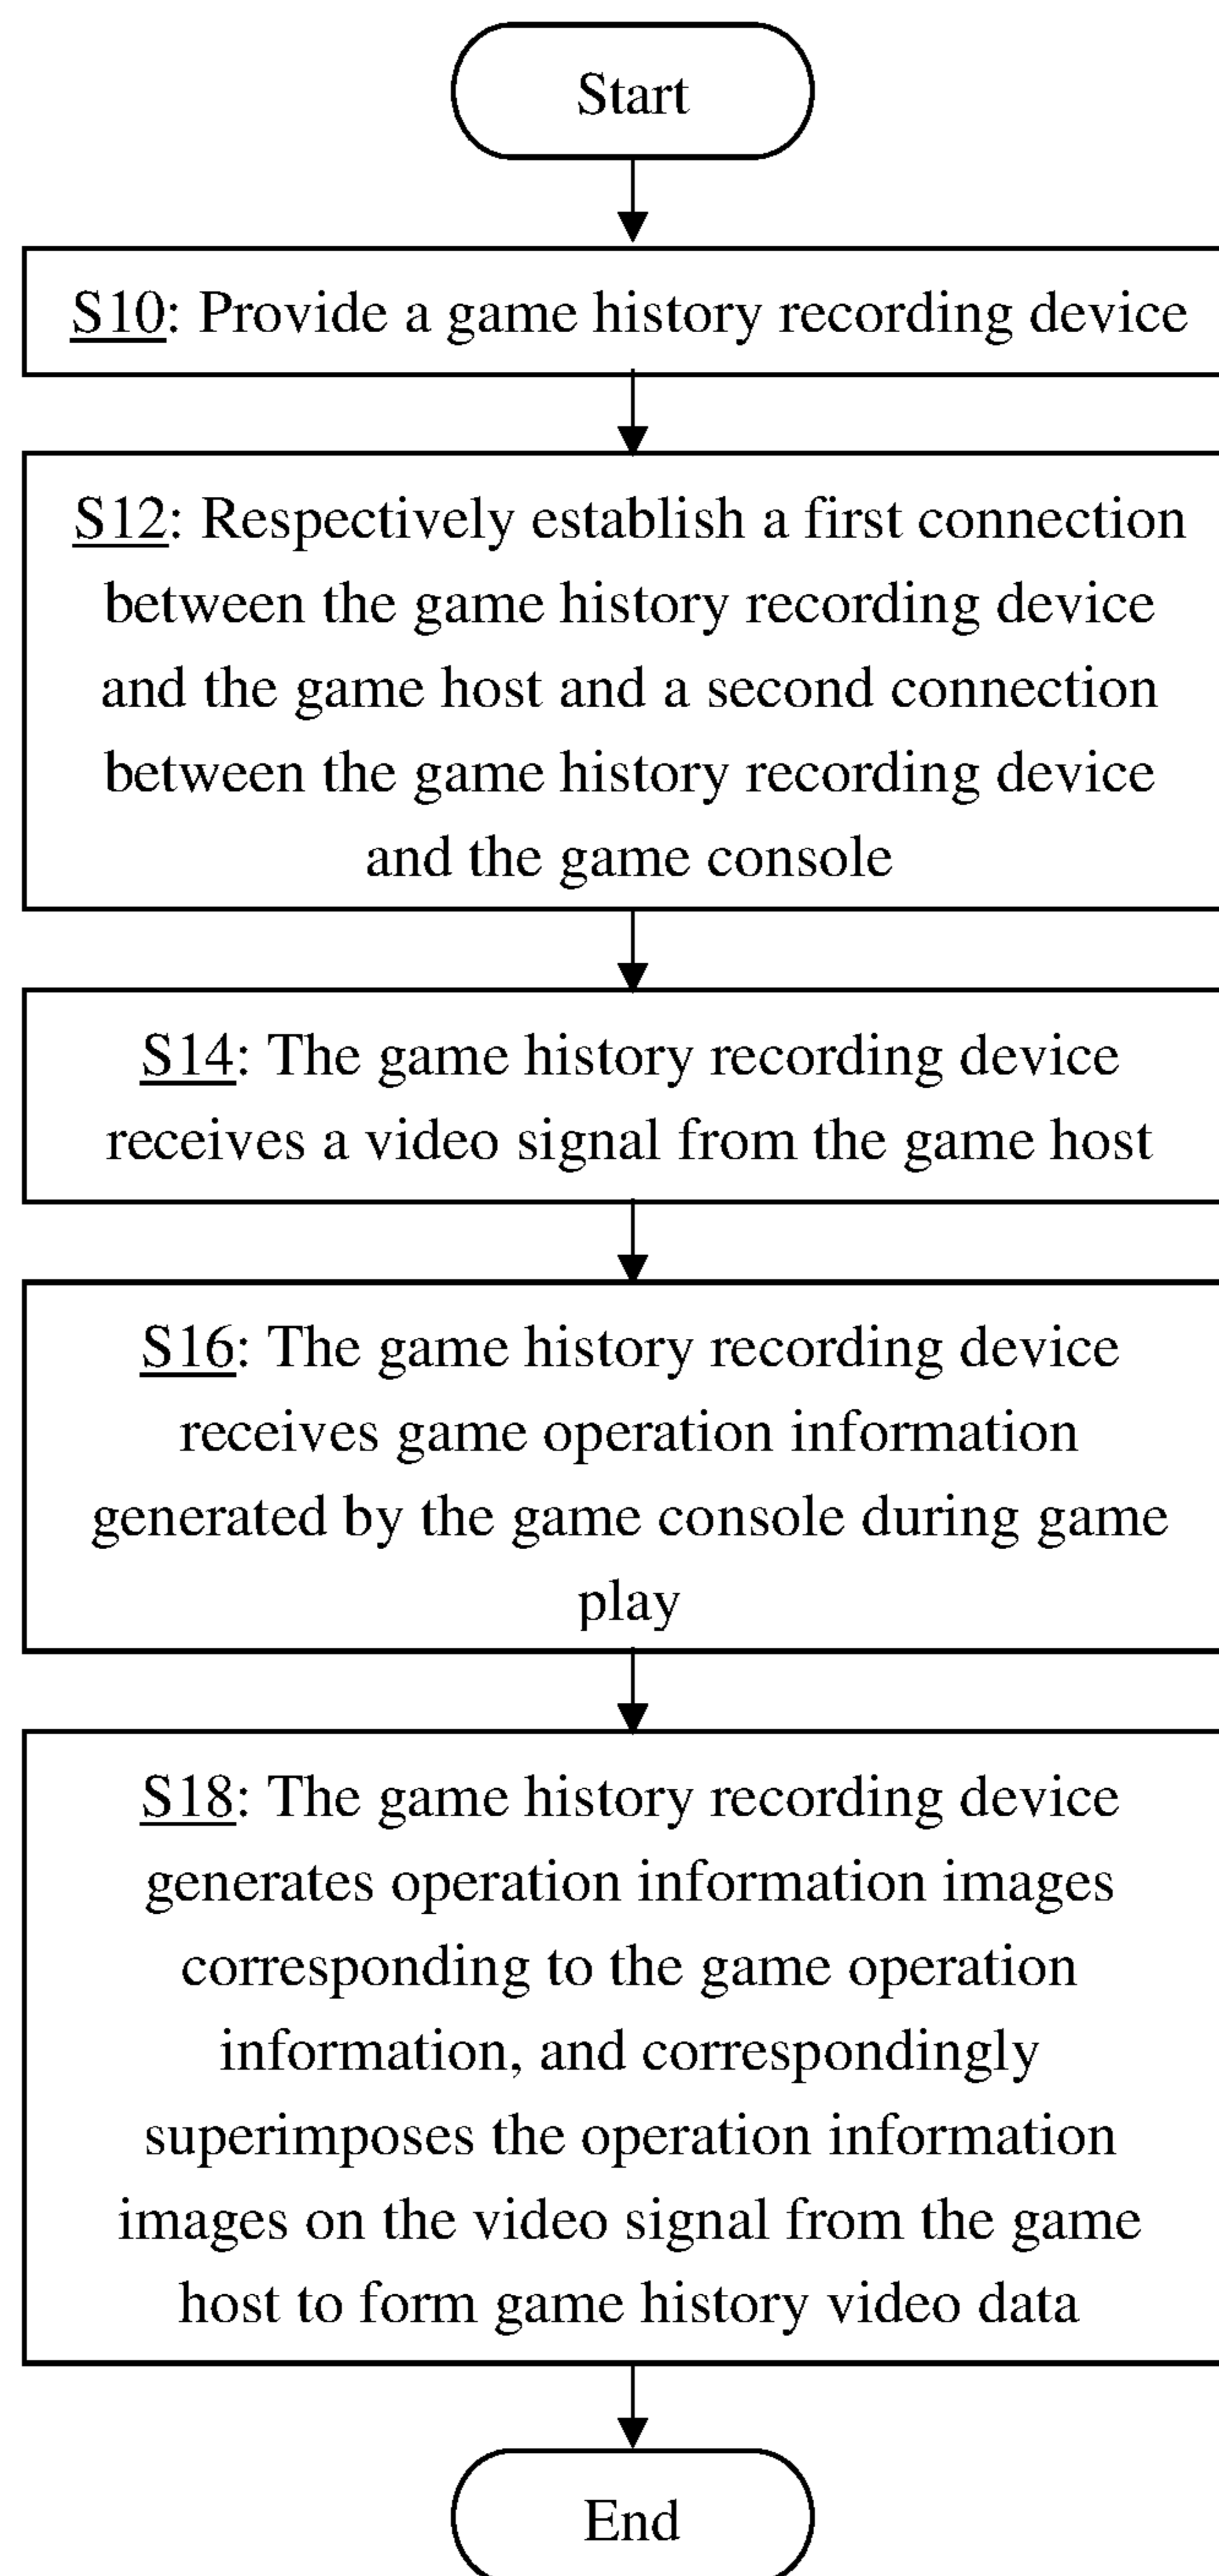 Start
S10: Provide a game history recording device
S12: Respectively establish a first connection
between the game history recording device
and the game host and a second connection
between the game history recording device
and the game console
S14: The game history recording device
receives a video signal from the game host
S16: The game history recording device
receives game operation information
generated by the game console during game
play
S18: The game history recording device
generates operation information images
corresponding to the game operation
information, and correspondingly
superimposes the operation information
images on the video signal from the game
host to form game history video data
End